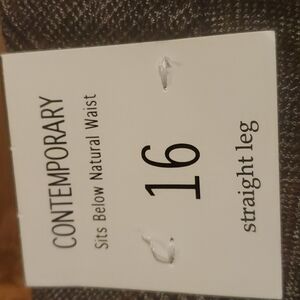 CONTEMPORARY
Sits Below Natural Waist
16
straight leg